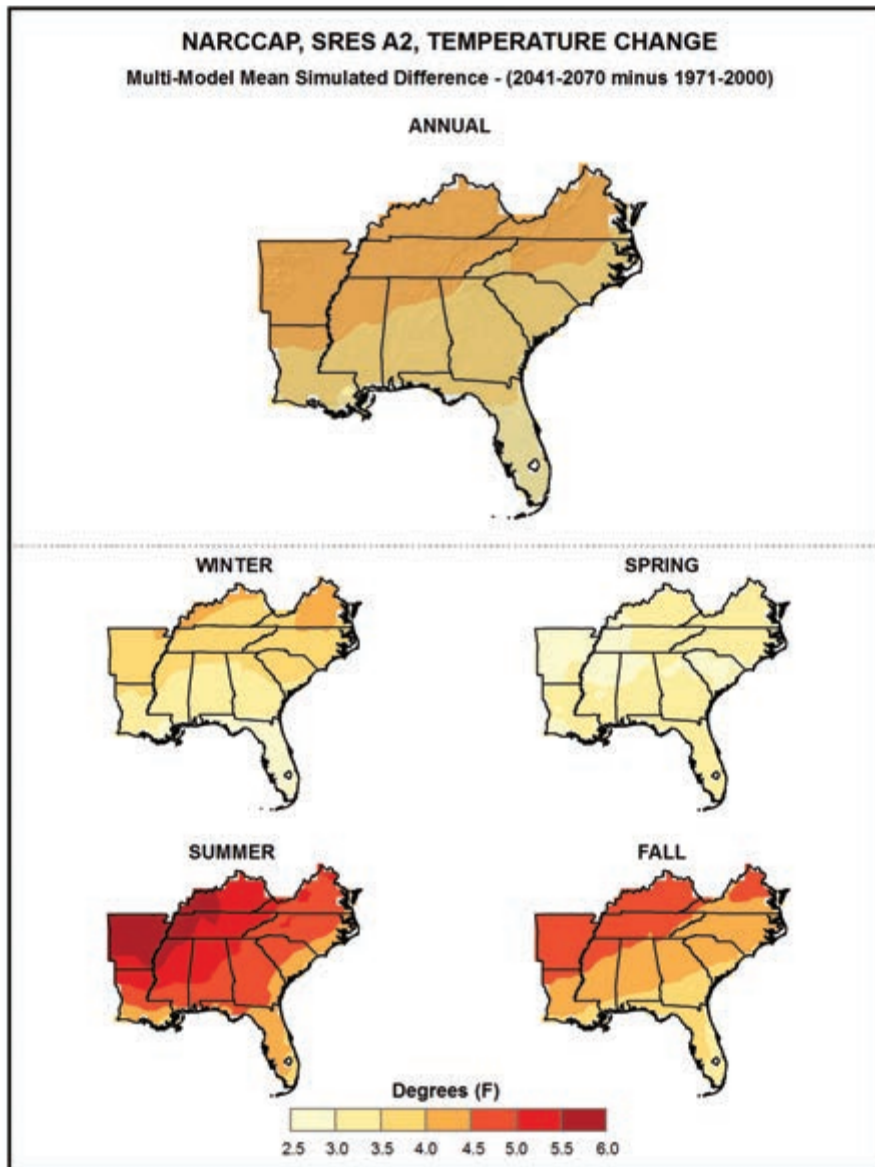 NARCCAP, SRES A2, TEMPERATURE CHANGE
Multi-Model Mean Simulated Difference - (2041-2070 minus 1971-2000)
ANNUAL
WINTER
SPRING
SUMMER
FALL
Degrees (F)
2.5 3.0 3.5 4.0 4.5 5.0 5.5 6.0